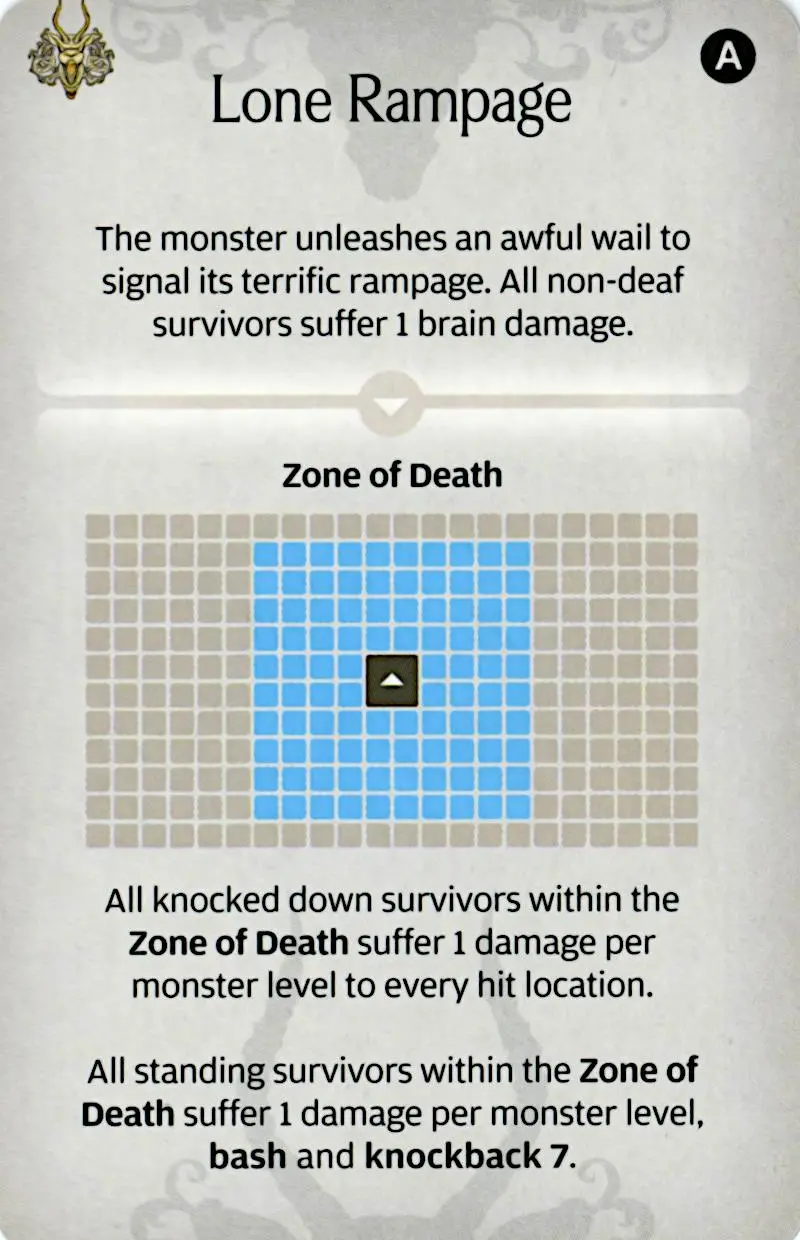 A
Lone Rampage
The monster unleashes an awful wail to
signal its terrific rampage. All non-deaf
survivors suffer 1 brain damage.
Zone of Death
All knocked down survivors within the
Zone of Death suffer 1 damage per
monster level to every hit location.
All standing survivors within the Zone of
Death suffer 1 damage per monster level,
bash and knockback 7.